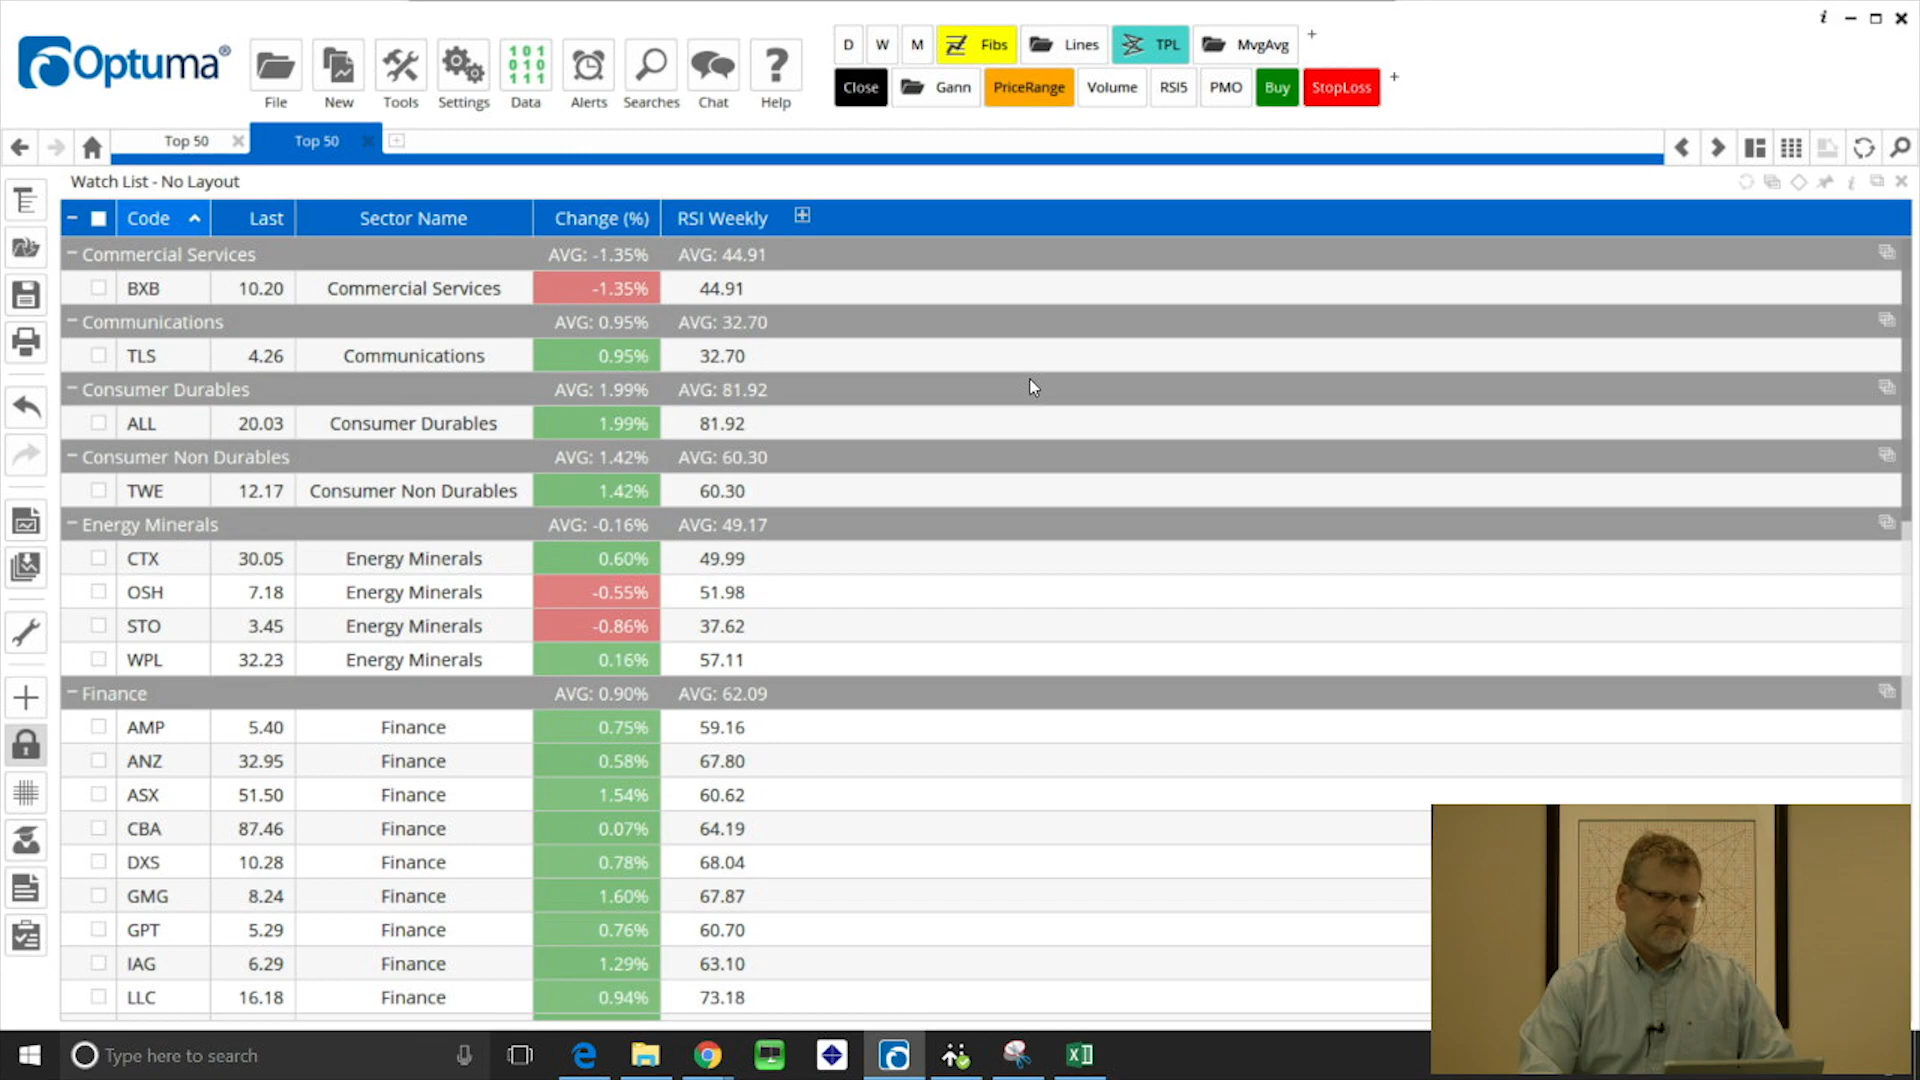 Optuma®
File
New
Tools
Settings
101
010
111
Data
Alerts
Searches
Chat
?
Help
D
W
M
Fibs
Lines
TPL
MvgAvg
+
Close
Gann
PriceRange
Volume
RSI5
PMO
Buy
StopLoss
+
Top 50
Top 50
Watch List - No Layout
Code Last Sector Name Change (%) RSI Weekly
Commercial Services AVG: -1.35% AVG: 44.91
BXB 10.20 Commercial Services -1.35% 44.91
Communications AVG: 0.95% AVG: 32.70
TLS 4.26 Communications 0.95% 32.70
Consumer Durables AVG: 1.99% AVG: 81.92
ALL 20.03 Consumer Durables 1.99% 81.92
Consumer Non Durables AVG: 1.42% AVG: 60.30
TWE 12.17 Consumer Non Durables 1.42% 60.30
Energy Minerals AVG: -0.16% AVG: 49.17
CTX 30.05 Energy Minerals 0.60% 49.99
OSH 7.18 Energy Minerals -0.55% 51.98
STO 3.45 Energy Minerals -0.86% 37.62
WPL 32.23 Energy Minerals 0.16% 57.11
Finance AVG: 0.90% AVG: 62.09
AMP 5.40 Finance 0.75% 59.16
ANZ 32.95 Finance 0.58% 67.80
ASX 51.50 Finance 1.54% 60.62
CBA 87.46 Finance 0.07% 64.19
DXS 10.28 Finance 0.78% 68.04
GMG 8.24 Finance 1.60% 67.87
GPT 5.29 Finance 0.76% 60.70
IAG 6.29 Finance 1.29% 63.10
LLC 16.18 Finance 0.94% 73.18
Type here to search